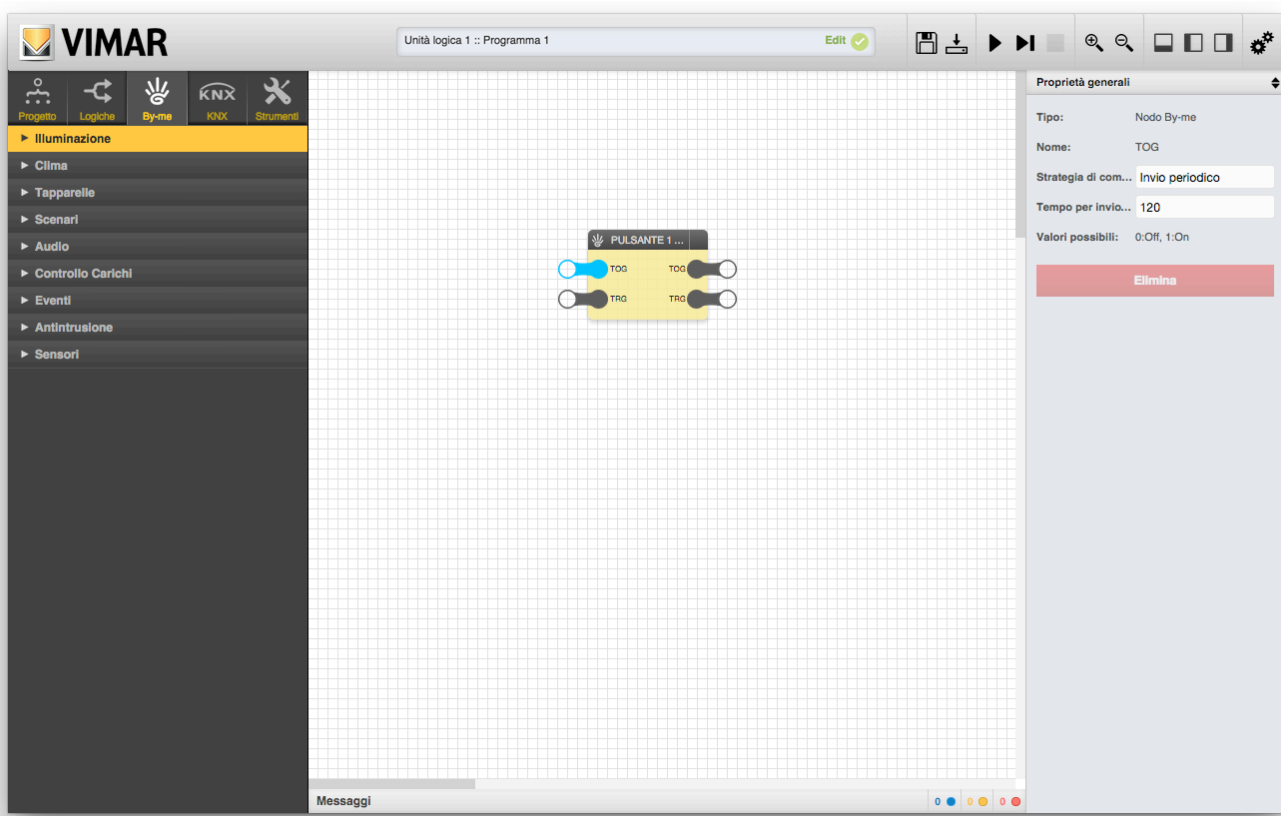 VIMAR
Unità logica 1 :: Programma 1
Edit
Progetto
Logiche
By-me
KNX
KNX
Strumenti
Illuminazione
Clima
Tapparelle
Scenari
Audio
Controllo Carichi
Eventi
Antintrusione
Sensori
PULSANTE 1 ...
TOG TOG
TRG TRG
Messaggi
0 0 0
Proprietà generali
Tipo: Nodo By-me
Nome: TOG
Strategia di com... Invio periodico
Tempo per invio... 120
Valori possibili: 0:Off, 1:On
Elimina